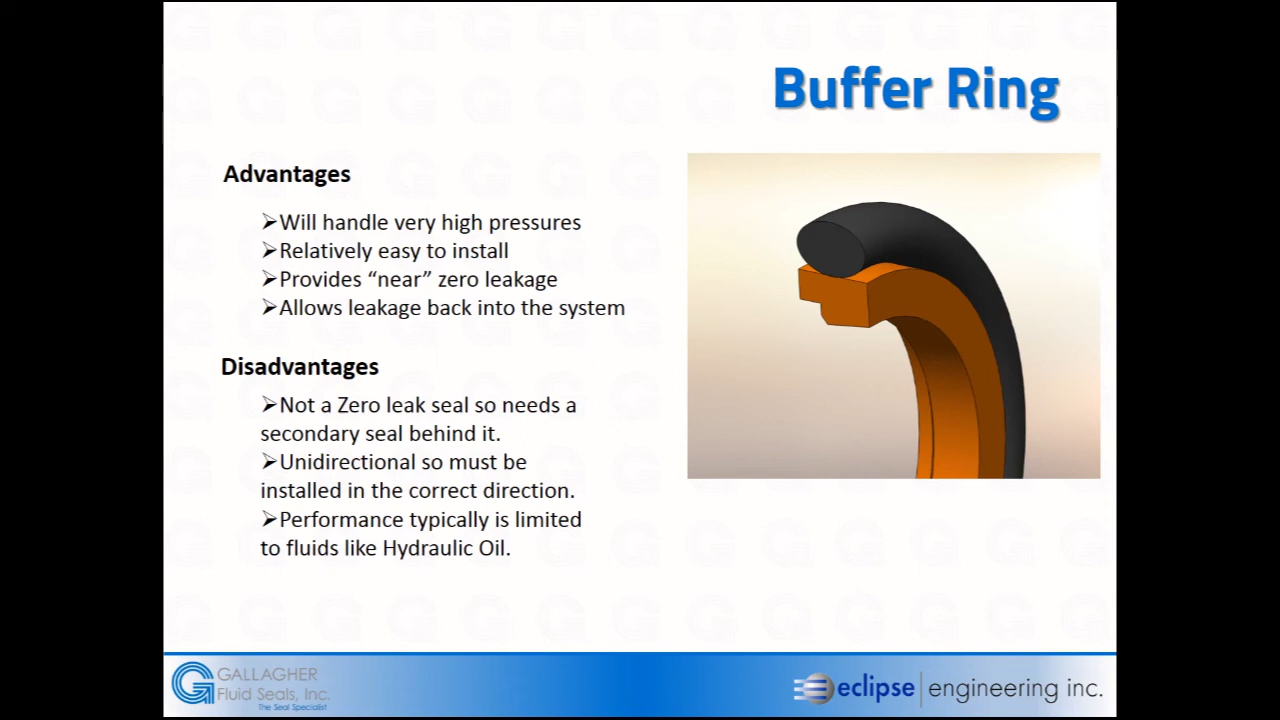 Buffer Ring
Advantages
➢Will handle very high pressures
➢Relatively easy to install
➢Provides “near” zero leakage
➢Allows leakage back into the system
Disadvantages
➢Not a Zero leak seal so needs a
secondary seal behind it.
➢Unidirectional so must be
installed in the correct direction.
➢Performance typically is limited
to fluids like Hydraulic Oil.
GALLAGHER
Fluid Seals, Inc.
The Seal Specialist
eclipse engineering inc.